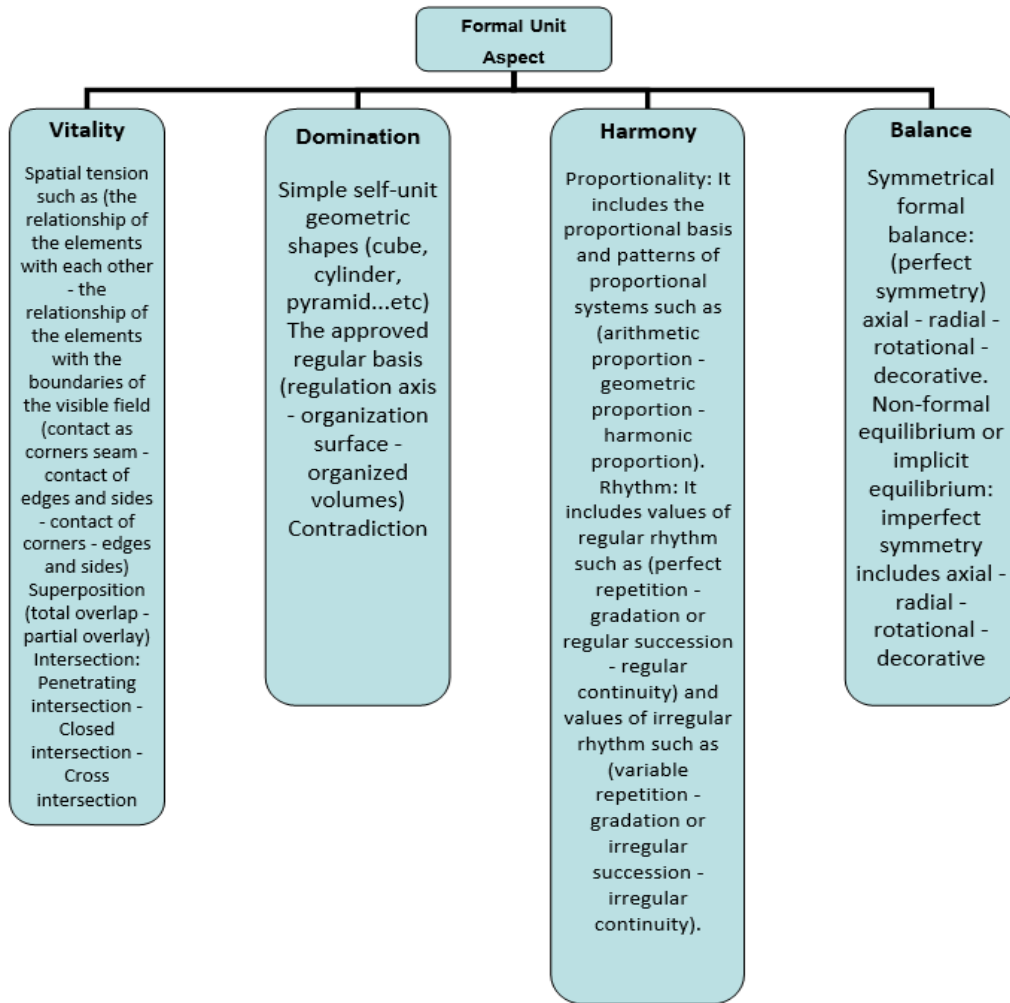 Formal Unit
Aspect
Vitality
Spatial tension
such as (the
relationship of
the elements
with each other
- the
relationship of
the elements
with the
boundaries of
the visible field
(contact as
corners seam -
contact of
edges and sides
- contact of
corners - edges
and sides)
Superposition
(total overlap -
partial overlay)
Intersection:
Penetrating
intersection -
Closed
intersection -
Cross
intersection
Domination
Simple self-unit
geometric
shapes (cube,
cylinder,
pyramid...etc)
The approved
regular basis
(regulation axis
- organization
surface -
organized
volumes)
Contradiction
Harmony
Proportionality: It
includes the
proportional basis
and patterns of
proportional
systems such as
(arithmetic
proportion -
geometric
proportion -
harmonic
proportion).
Rhythm: It
includes values of
regular rhythm
such as (perfect
repetition -
gradation or
regular succession
- regular
continuity) and
values of irregular
rhythm such as
(variable
repetition -
gradation or
irregular
succession -
irregular
continuity).
Balance
Symmetrical
formal
balance:
(perfect
symmetry)
axial - radial -
rotational -
decorative.
Non-formal
equilibrium or
implicit
equilibrium:
imperfect
symmetry
includes axial -
radial -
rotational -
decorative